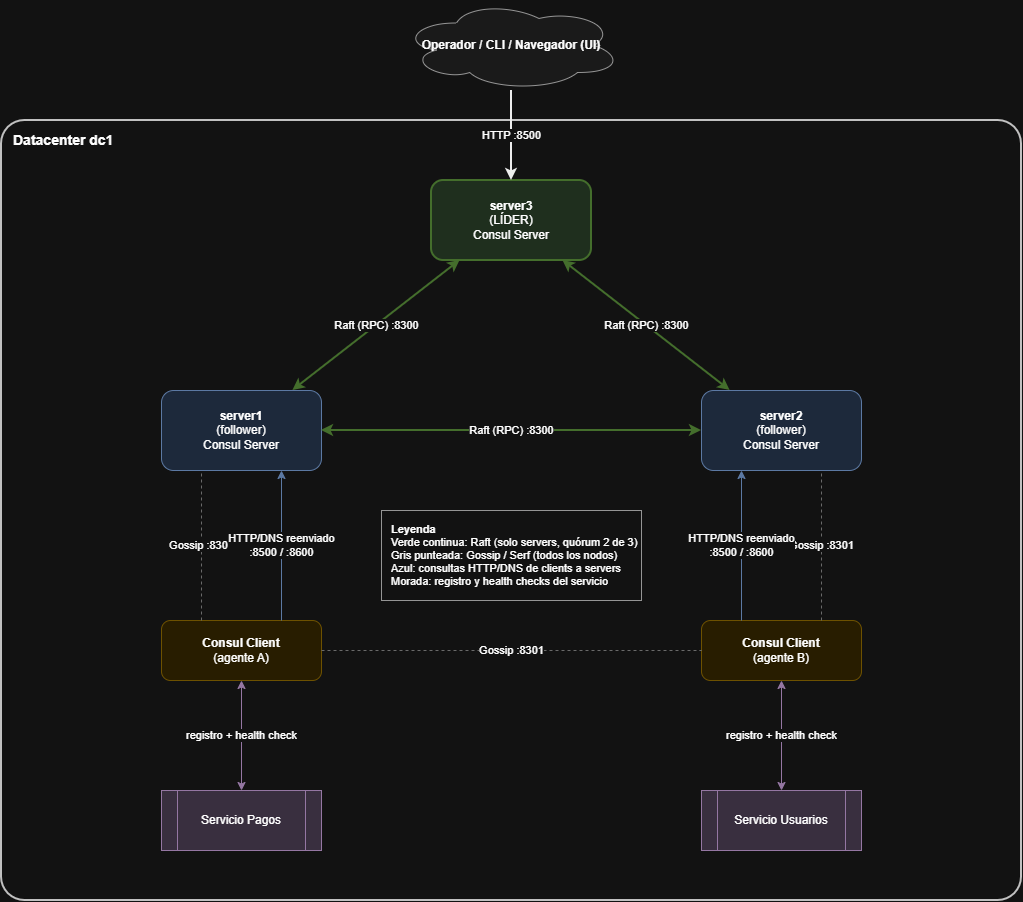 Operador / CLI / Navegador (UI)
Datacenter dc1
HTTP :8500
server3
(LÍDER)
Consul Server
Raft (RPC) :8300
Raft (RPC) :8300
server1
(follower)
Consul Server
Raft (RPC) :8300
server2
(follower)
Consul Server
Leyenda
Verde continua: Raft (solo servers, quórum 2 de 3)
Gris punteada: Gossip / Serf (todos los nodos)
Azul: consultas HTTP/DNS de clients a servers
Morada: registro y health checks del servicio
Gossip :830
HTTP/DNS reenviado
:8500 / :8600
HTTP/DNS reenviado
:8500 / :8600
:8301
Consul Client
(agente A)
Gossip :8301
Consul Client
(agente B)
registro + health check
registro + health check
Servicio Pagos
Servicio Usuarios